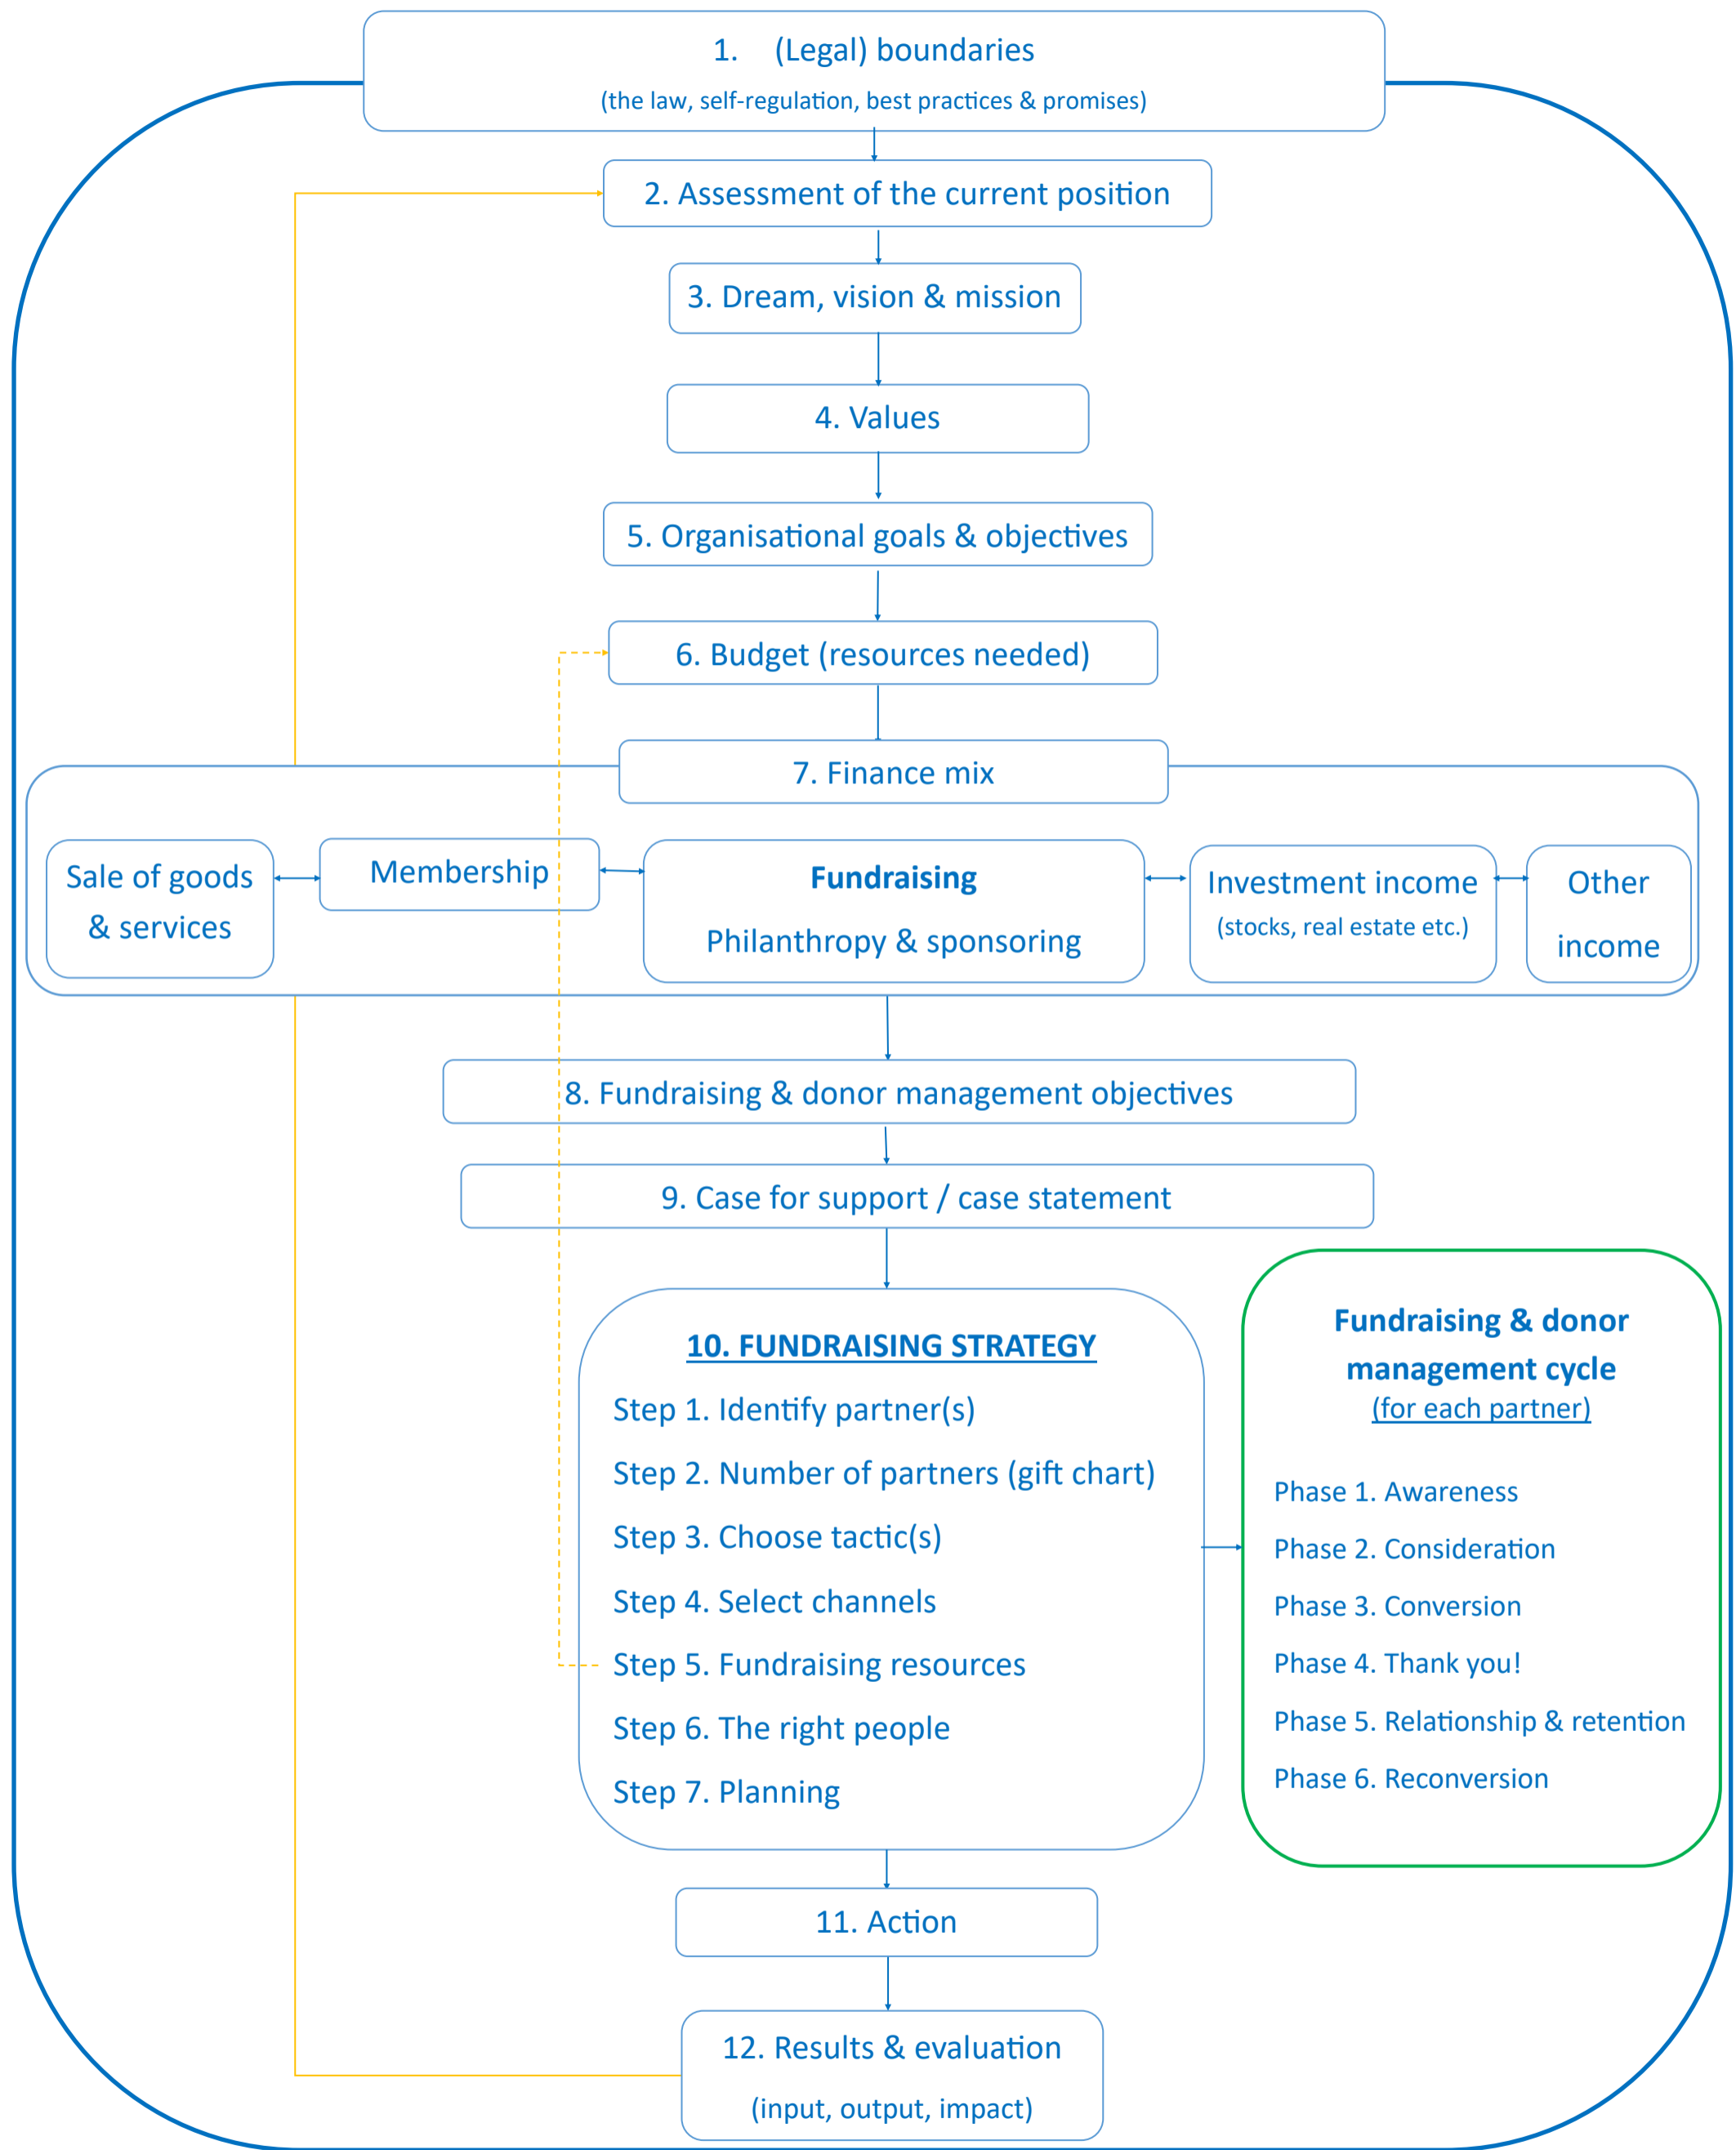 1. (Legal) boundaries
(the law, self-regulation, best practices & promises)
2. Assessment of the current position
3. Dream, vision & mission
4. Values
5. Organisational goals & objectives
6. Budget (resources needed)
7. Finance mix
Sale of goods
& services
Membership
Fundraising
Philanthropy & sponsoring
Investment income
(stocks, real estate etc.)
Other
income
8. Fundraising & donor management objectives
9. Case for support / case statement
10. FUNDRAISING STRATEGY
Step 1. Identify partner(s)
Step 2. Number of partners (gift chart)
Step 3. Choose tactic(s)
Step 4. Select channels
Step 5. Fundraising resources
Step 6. The right people
Step 7. Planning
Fundraising & donor
management cycle
(for each partner)
Phase 1. Awareness
Phase 2. Consideration
Phase 3. Conversion
Phase 4. Thank you!
Phase 5. Relationship & retention
Phase 6. Reconversion
11. Action
12. Results & evaluation
(input, output, impact)